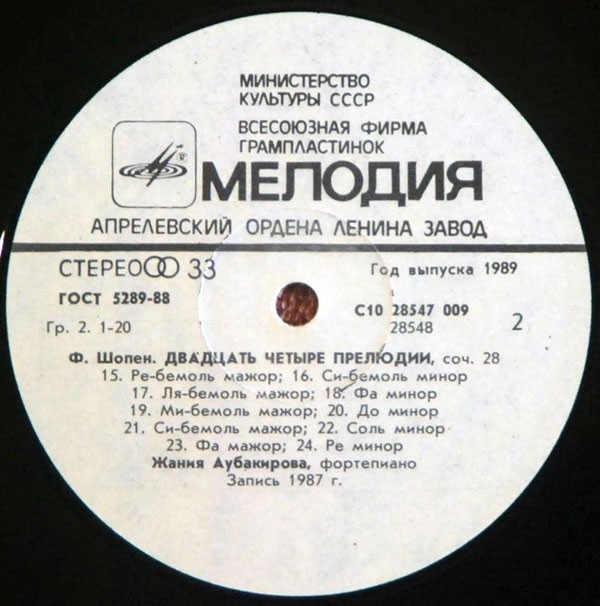 МИНИСТЕРСТВО
КУЛЬТУРЫ СССР
ВСЕСОЮЗНАЯ ФИРМА
ГРАМПЛАСТИНОК
®
МЕЛОДИЯ
АПРЕЛЕВСКИЙ ОРДЕНА ЛЕНИНА ЗАВОД
СТЕРЕО 33
Год выпуска 1989
ГОСТ 5289-88
С10 28547 009
Гр. 2. 1-20
28548
2
Ф. Шопен. ДВАДЦАТЬ ЧЕТЫРЕ ПРЕЛЮДИИ, соч. 28
15. Ре-бемоль мажор; 16. Си-бемоль минор
17. Ля-бемоль мажор; 18. Фа минор
19. Ми-бемоль мажор; 20. До минор
21. Си-бемоль мажор; 22. Соль минор
23. Фа мажор; 24. Ре минор
Жания Аубакирова, фортепиано
Запись 1987 г.